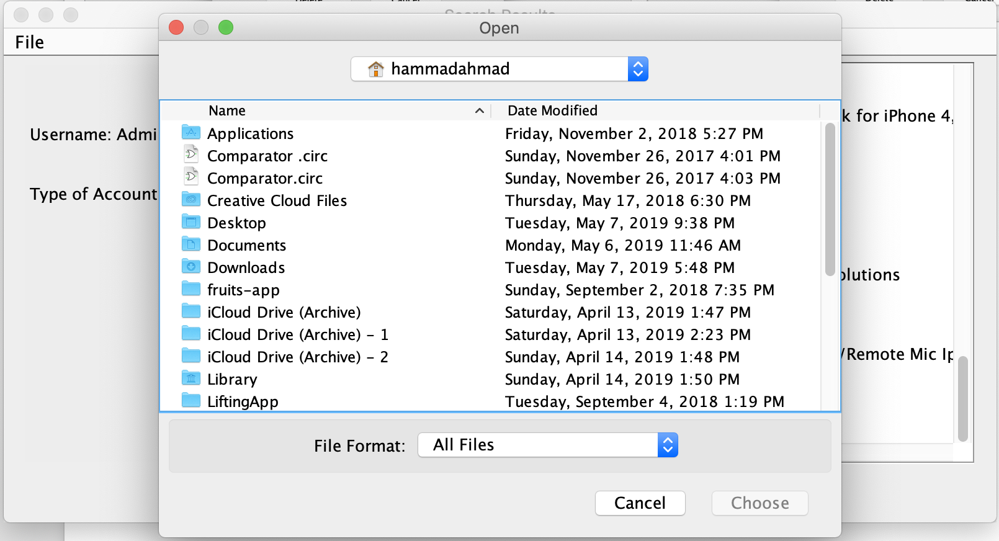 Delete Cancel Delete Cancel
Search Results
Open
File
hammadahmad
Name Date Modified
k for iPhone 4,
Username: Admi
Applications Friday, November 2, 2018 5:27 PM
Comparator .circ Sunday, November 26, 2017 4:01 PM
Comparator.circ Sunday, November 26, 2017 4:03 PM
Type of Account
Creative Cloud Files Thursday, May 17, 2018 6:30 PM
Desktop Tuesday, May 7, 2019 9:38 PM
Documents Monday, May 6, 2019 11:46 AM
Downloads Tuesday, May 7, 2019 5:48 PM
olutions
fruits-app Sunday, September 2, 2018 7:35 PM
iCloud Drive (Archive) Saturday, April 13, 2019 1:47 PM
iCloud Drive (Archive) - 1 Saturday, April 13, 2019 2:23 PM
iCloud Drive (Archive) - 2 Sunday, April 14, 2019 1:48 PM
/Remote Mic Ip
Library Sunday, April 14, 2019 1:50 PM
LiftingApp Tuesday, September 4, 2018 1:19 PM
File Format: All Files
Cancel Choose